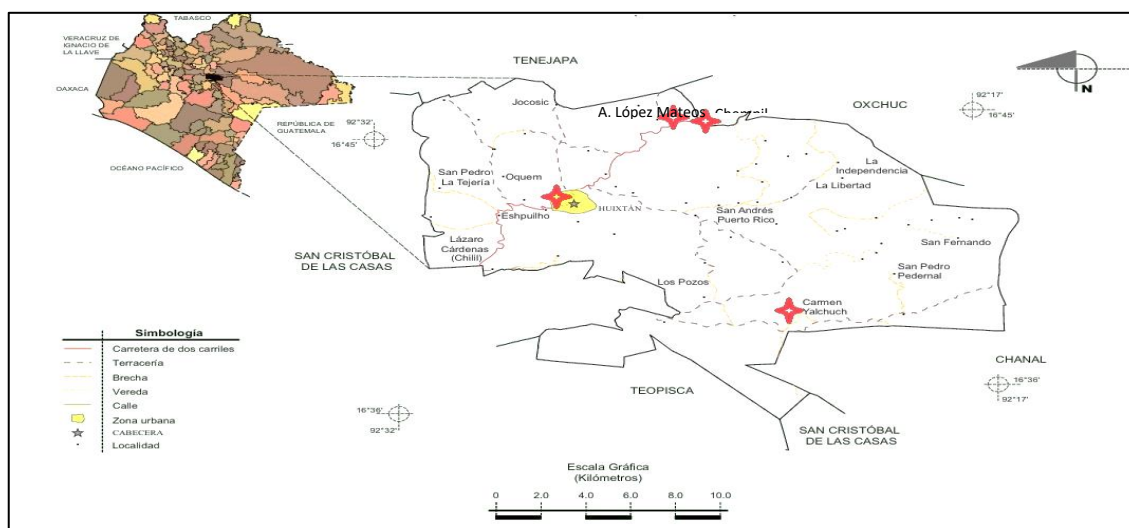 TABASCO
VERACRUZ DE
IGNACIO DE
LA LLAVE
OAXACA
REPÚBLICA DE
GUATEMALA
OCÉANO PACÍFICO
92°32'
16°45'
TENEJAPA
Jocosic
A. López Mateos
OXCHUC
N
92°17'
16°45'
San Pedro
La Tejería
Oquem
HUIXTÁN
Eshpuilho
Lázaro
Cárdenas
(Chilil)
La
Independencia
La Libertad
San Andrés
Puerto Rico
San Fernando
San Pedro
Pedernal
Los Pozos
Carmen
Yalchuch
SAN CRISTÓBAL
DE LAS CASAS
CHANAL
TEOPISCA
16°36'
92°17'
16°36'
92°32'
SAN CRISTÓBAL
DE LAS CASAS
Simbología
Carretera de dos carriles
Terracería
Brecha
Vereda
Calle
Zona urbana
CABECERA
Localidad
Escala Gráfica
(Kilómetros)
0 2.0 4.0 6.0 8.0 10.0